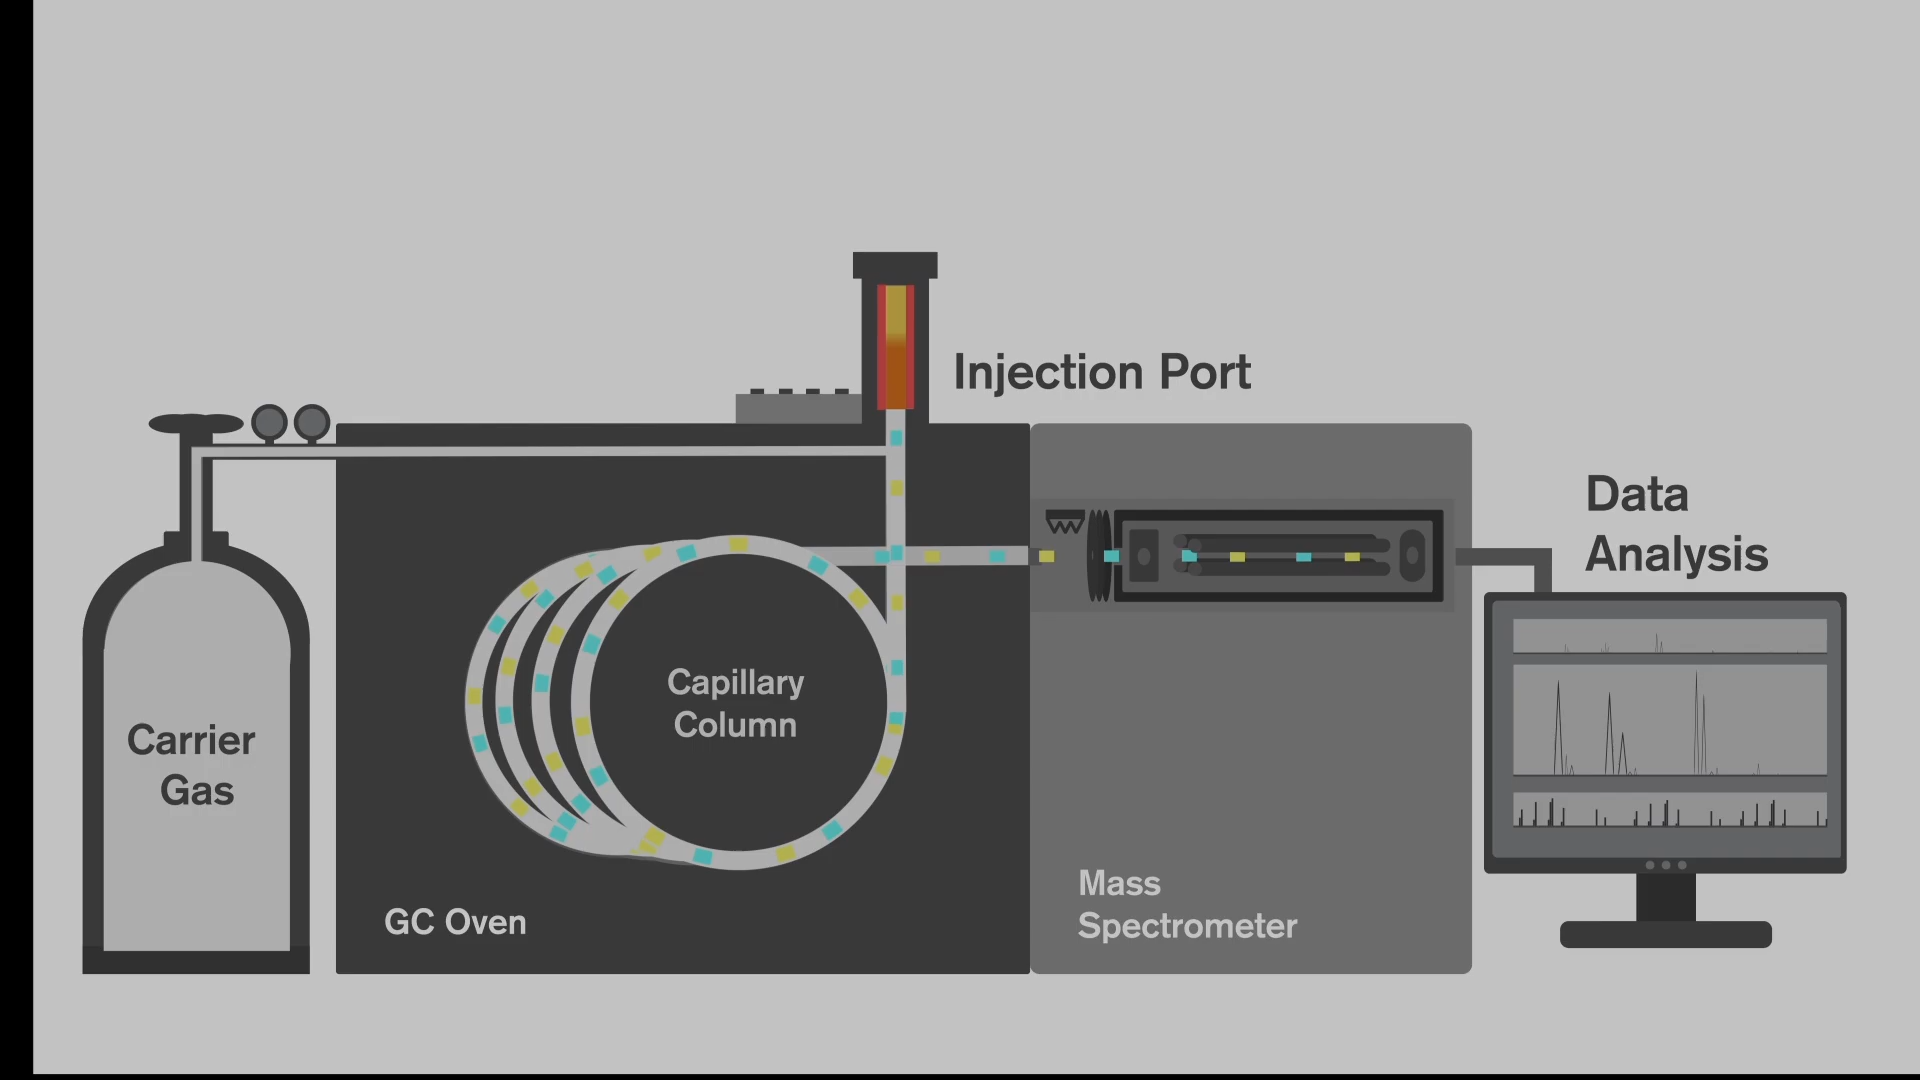 Injection Port
Data
Analysis
Capillary
Column
Carrier
Gas
GC Oven
Mass
Spectrometer